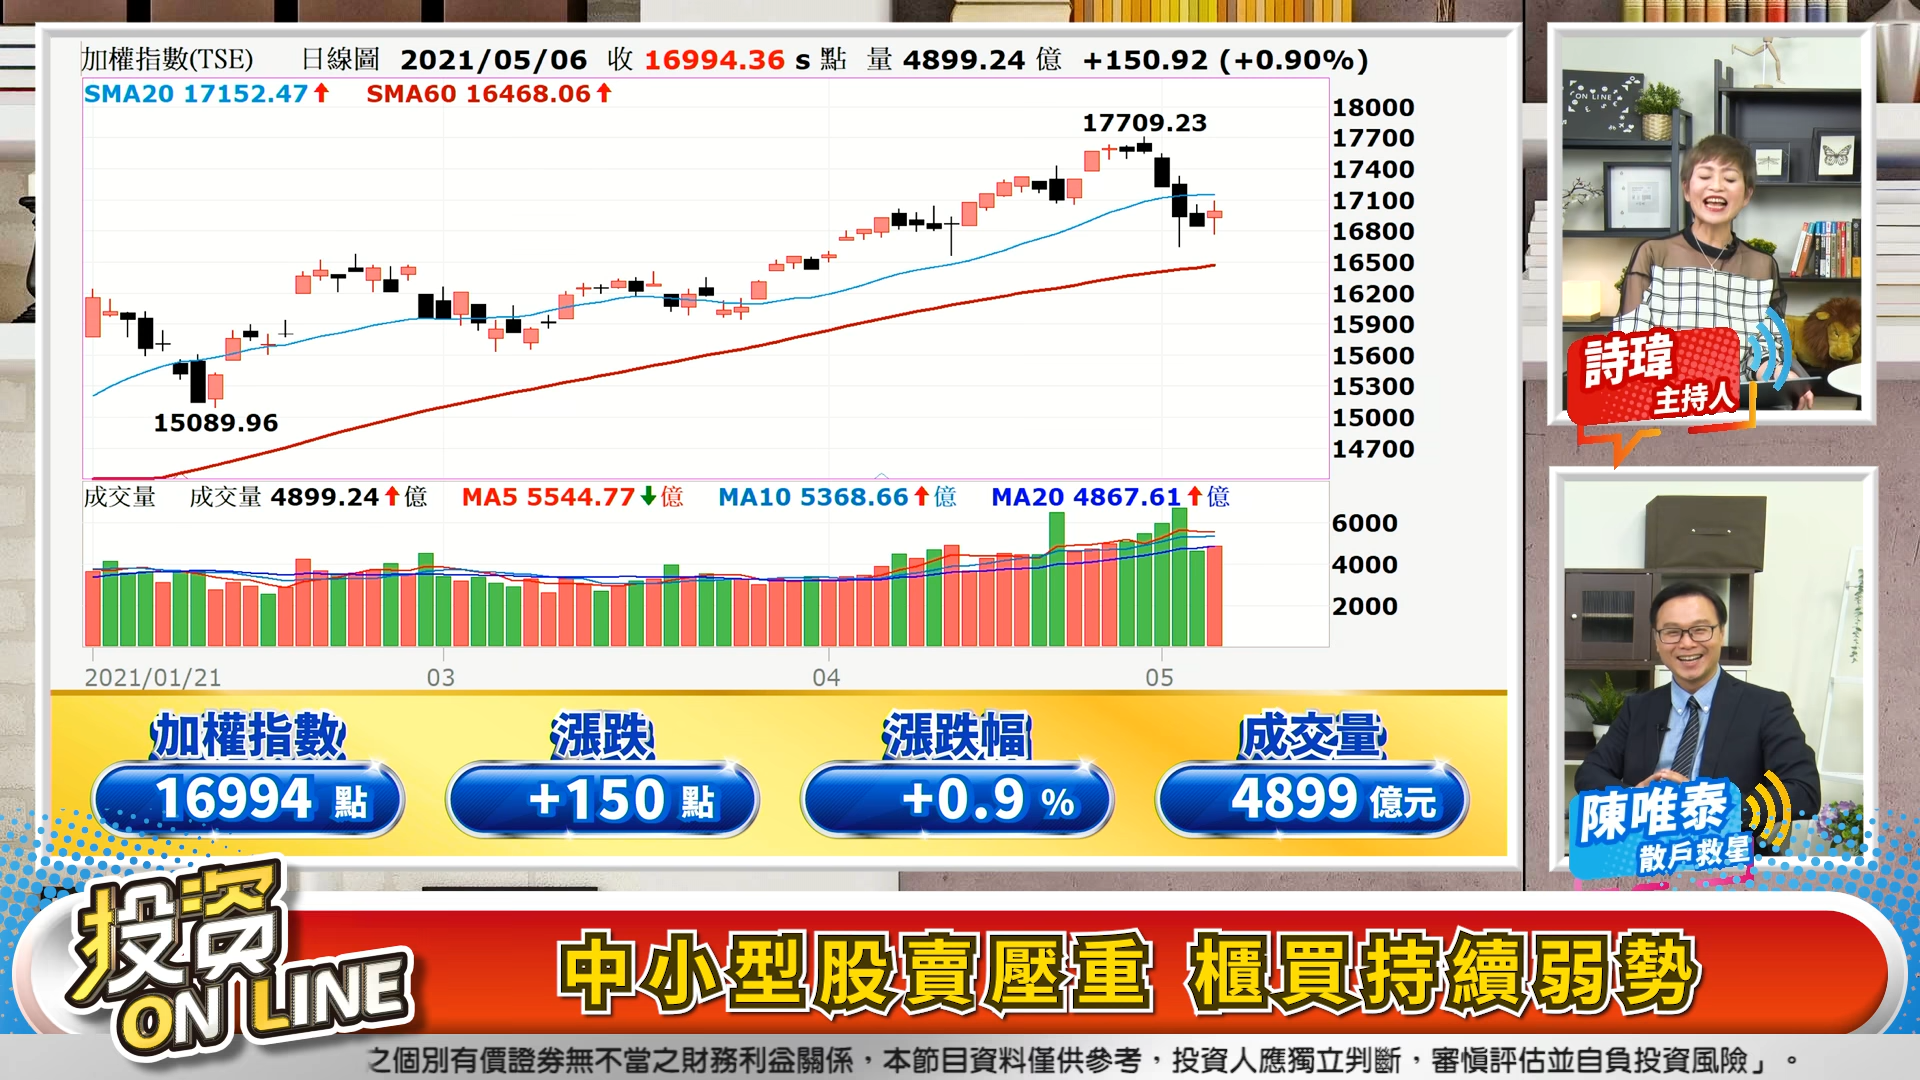 加權指數(TSE) 日線圖 2021/05/06 收 16994.36 s 點 量 4899.24 億 +150.92 (+0.90%)
SMA20 17152.47↑ SMA60 16468.06↑
17709.23
15089.96
18000
17700
17400
17100
16800
16500
16200
15900
15600
15300
15000
14700
成交量 成交量 4899.24↑億 MA5 5544.77↓億 MA10 5368.66↑億 MA20 4867.61↑億
6000
4000
2000
2021/01/21 03 04 05
加權指數 漲跌 漲跌幅 成交量
16994 點 +150 點 +0.9 % 4899 億元
ON LINE
詩瑋
主持人
陳唯泰
散戶救星
投資
ON LINE
中小型股賣壓重 櫃買持續弱勢
之個別有價證券無不當之財務利益關係，本節目資料僅供參考，投資人應獨立判斷，審慎評估並自負投資風險」。